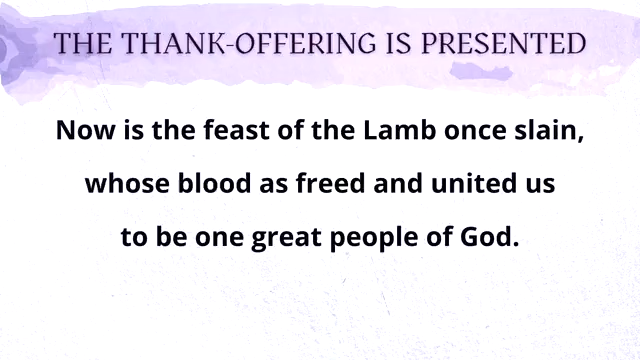 THE THANK-OFFERING IS PRESENTED
Now is the feast of the Lamb once slain,
whose blood as freed and united us
to be one great people of God.